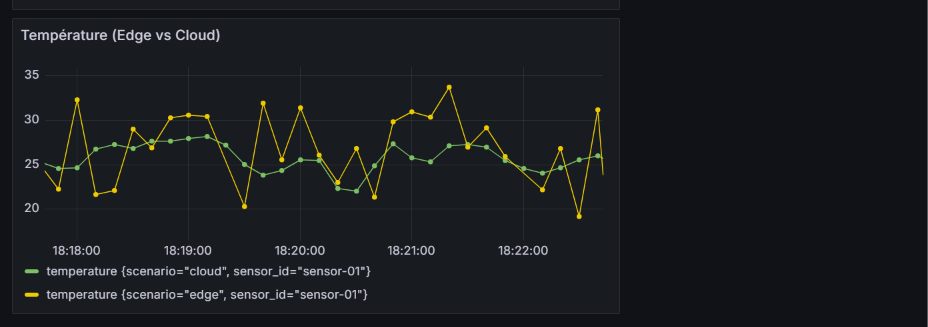 Température (Edge vs Cloud)
35
30
25
20
18:18:00 18:19:00 18:20:00 18:21:00 18:22:00
temperature {scenario="cloud", sensor_id="sensor-01"}
temperature {scenario="edge", sensor_id="sensor-01"}